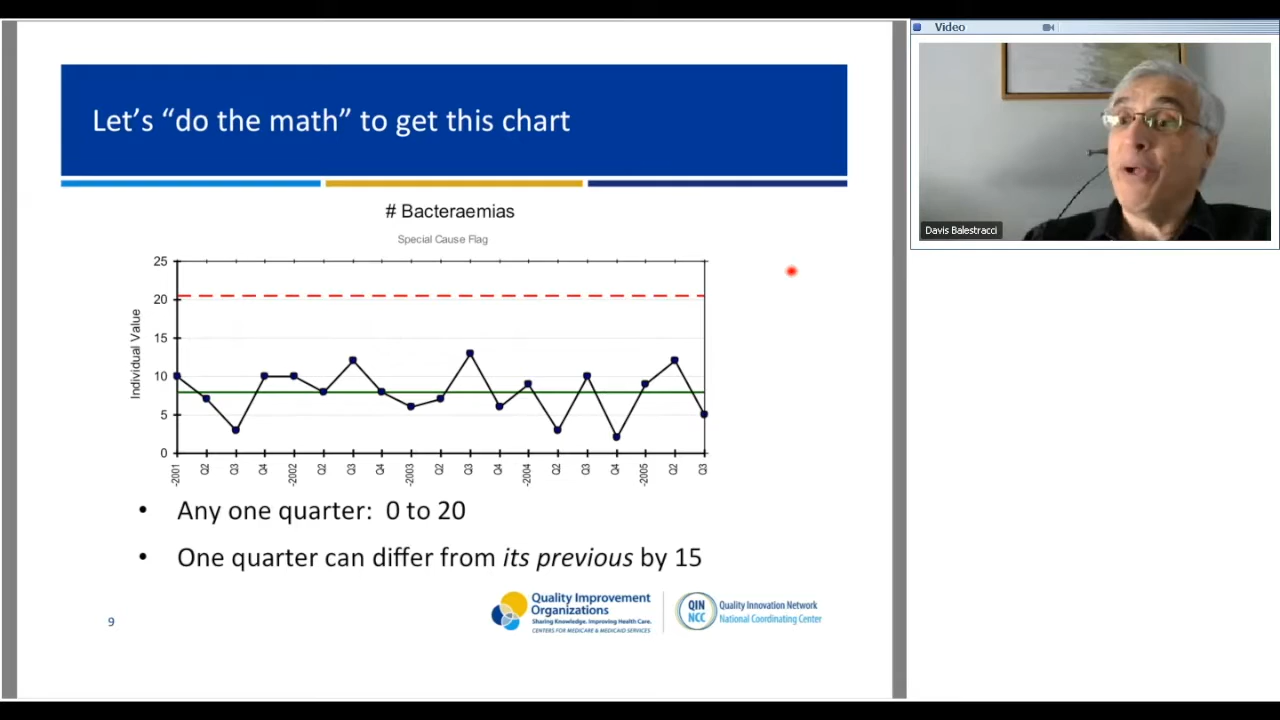 Video
Davis Balestracci
Let's “do the math” to get this chart
# Bacteraemias
Special Cause Flag
Individual Value
25
20
15
10
5
0
-2001
Q2
Q3
Q4
-2002
Q2
Q3
Q4
-2003
Q2
Q3
Q4
-2004
Q2
Q3
Q4
-2005
Q2
Q3
• Any one quarter: 0 to 20
• One quarter can differ from its previous by 15
9
Quality Improvement
Organizations
Sharing Knowledge. Improving Health Care.
CENTERS FOR MEDICARE & MEDICAID SERVICES
QIN
NCC
Quality Innovation Network
National Coordinating Center